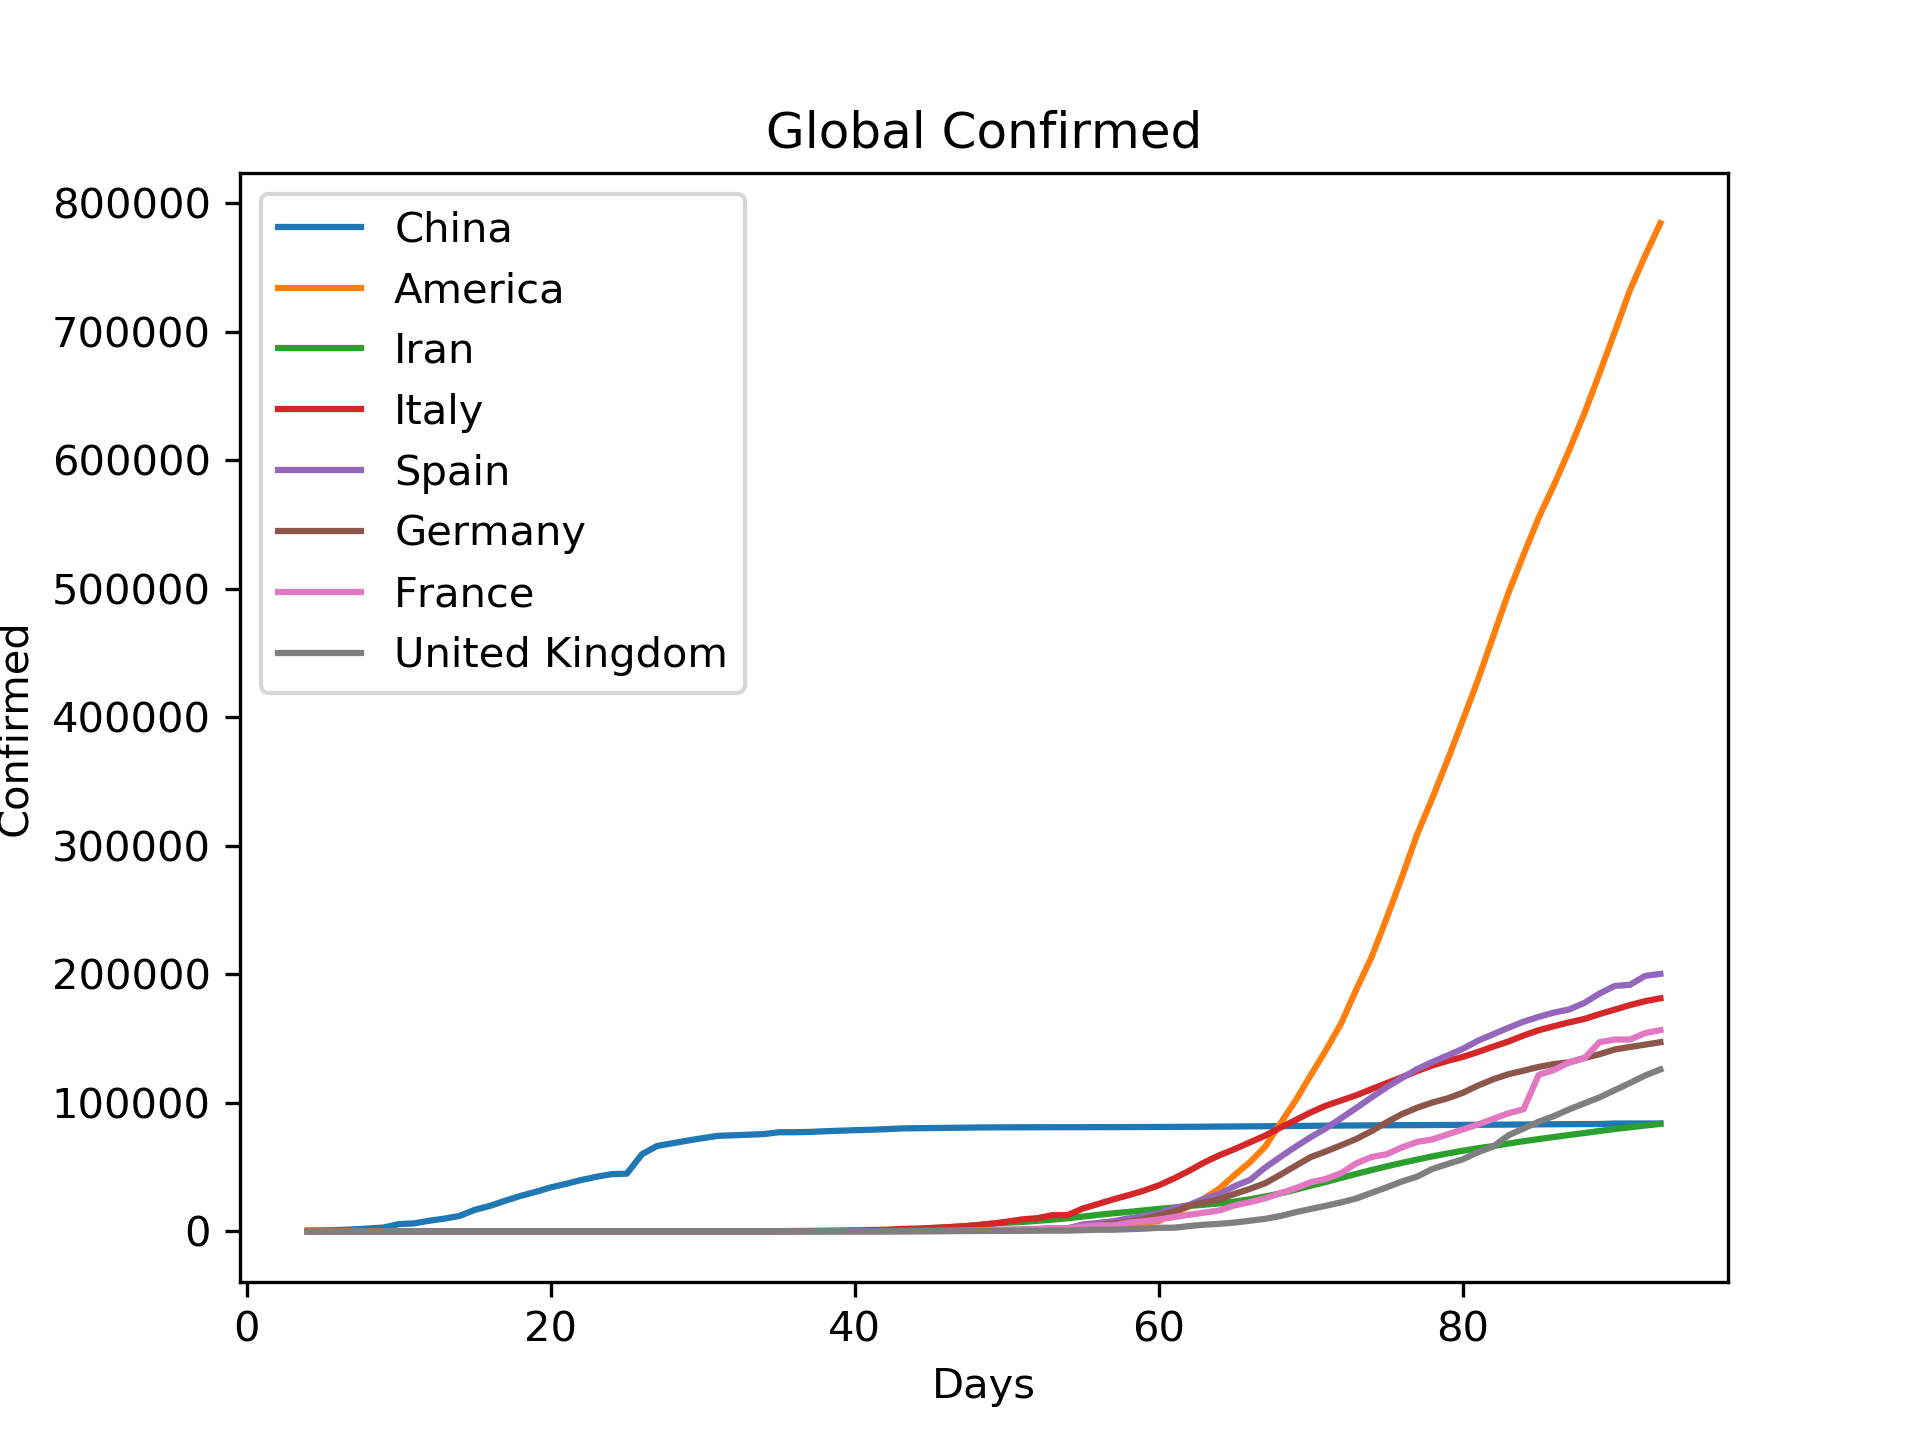 Global Confirmed
800000
700000
600000
500000
400000
300000
200000
100000
0
Confirmed
China
America
Iran
Italy
Spain
Germany
France
United Kingdom
0 20 40 60 80
Days